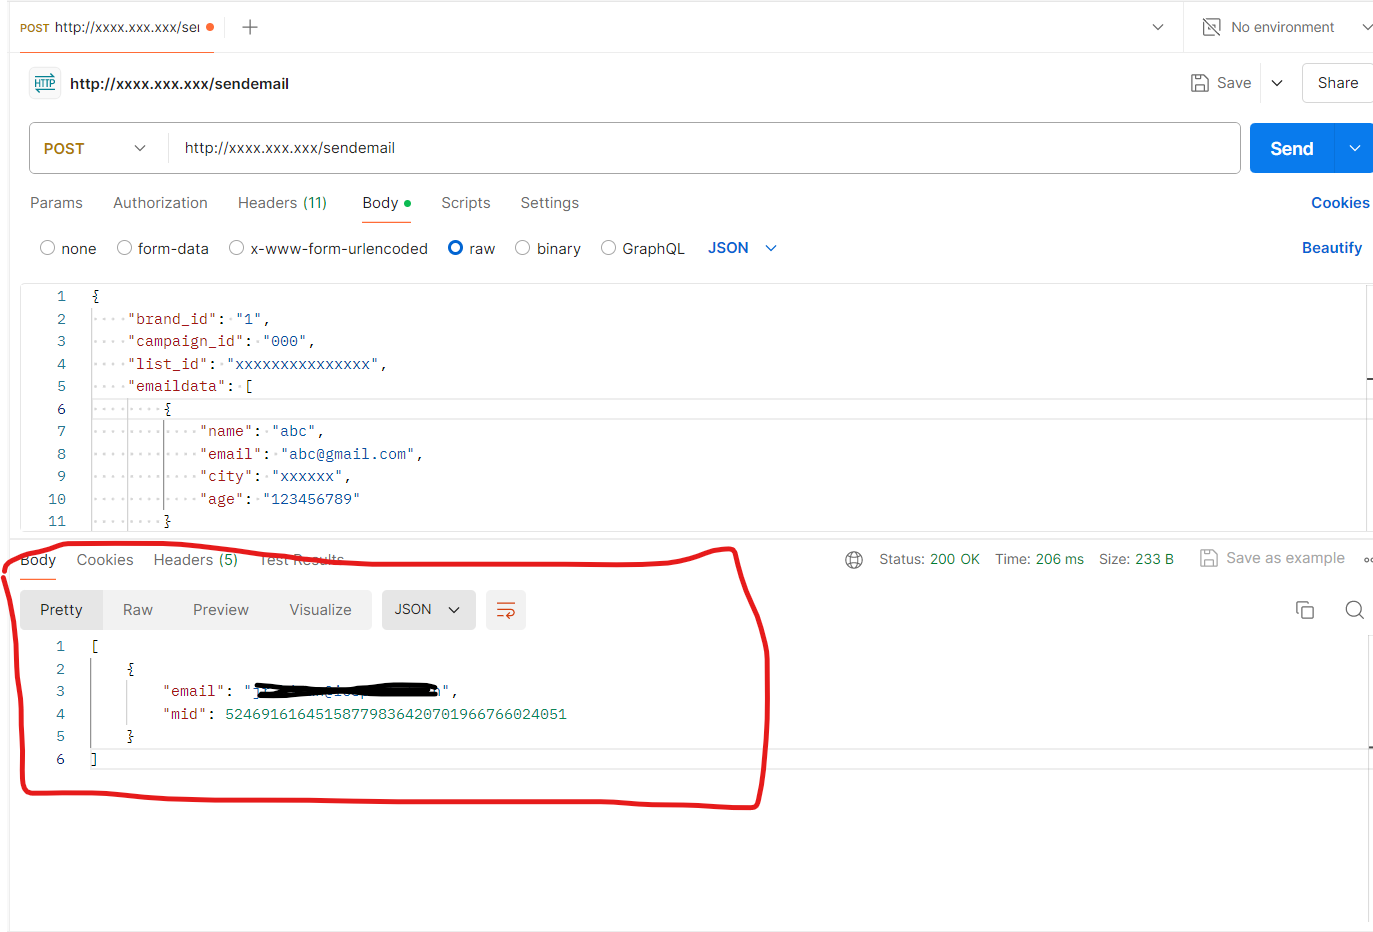 POST http://xxxx.xxx.xxx/sei
No environment
HTTP http://xxxx.xxx.xxx/sendemail
Save
Share
POST
http://xxxx.xxx.xxx/sendemail
Send
Params Authorization Headers (11) Body Scripts Settings
Cookies
none form-data x-www-form-urlencoded raw binary GraphQL JSON
Beautify
1 {
2 "brand_id": "1",
3 "campaign_id": "000",
4 "list_id": "xxxxxxxxxxxxxxx",
5 "emaildata": [
6 {
7 "name": "abc",
8 "email": "abc@gmail.com",
9 "city": "xxxxxx",
10 "age": "123456789"
11 }
Body Cookies Headers (5) Test Results
Status: 200 OK Time: 206 ms Size: 233 B
Save as example
Pretty Raw Preview Visualize JSON
1 [
2 {
3 "email": "",
4 "mid": 52469161645158779836420701966766024051
5 }
6 ]